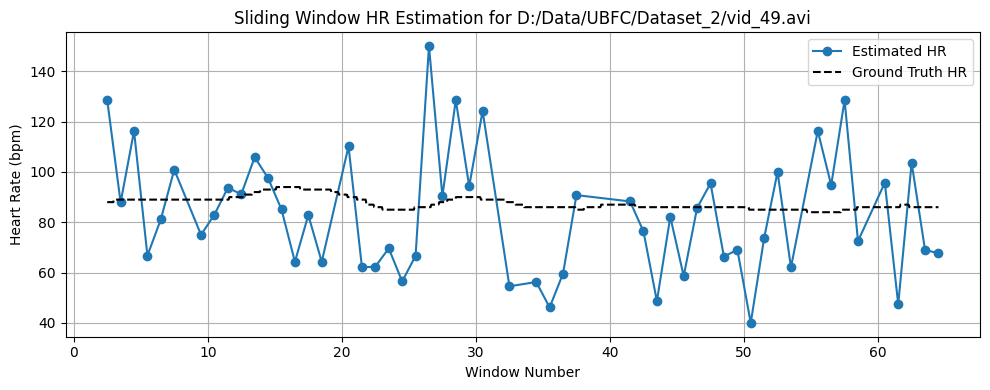 Sliding Window HR Estimation for D:/Data/UBFC/Dataset_2/vid_49.avi
Estimated HR
Ground Truth HR
Heart Rate (bpm)
140
120
100
80
60
40
0 10 20 30 40 50 60
Window Number